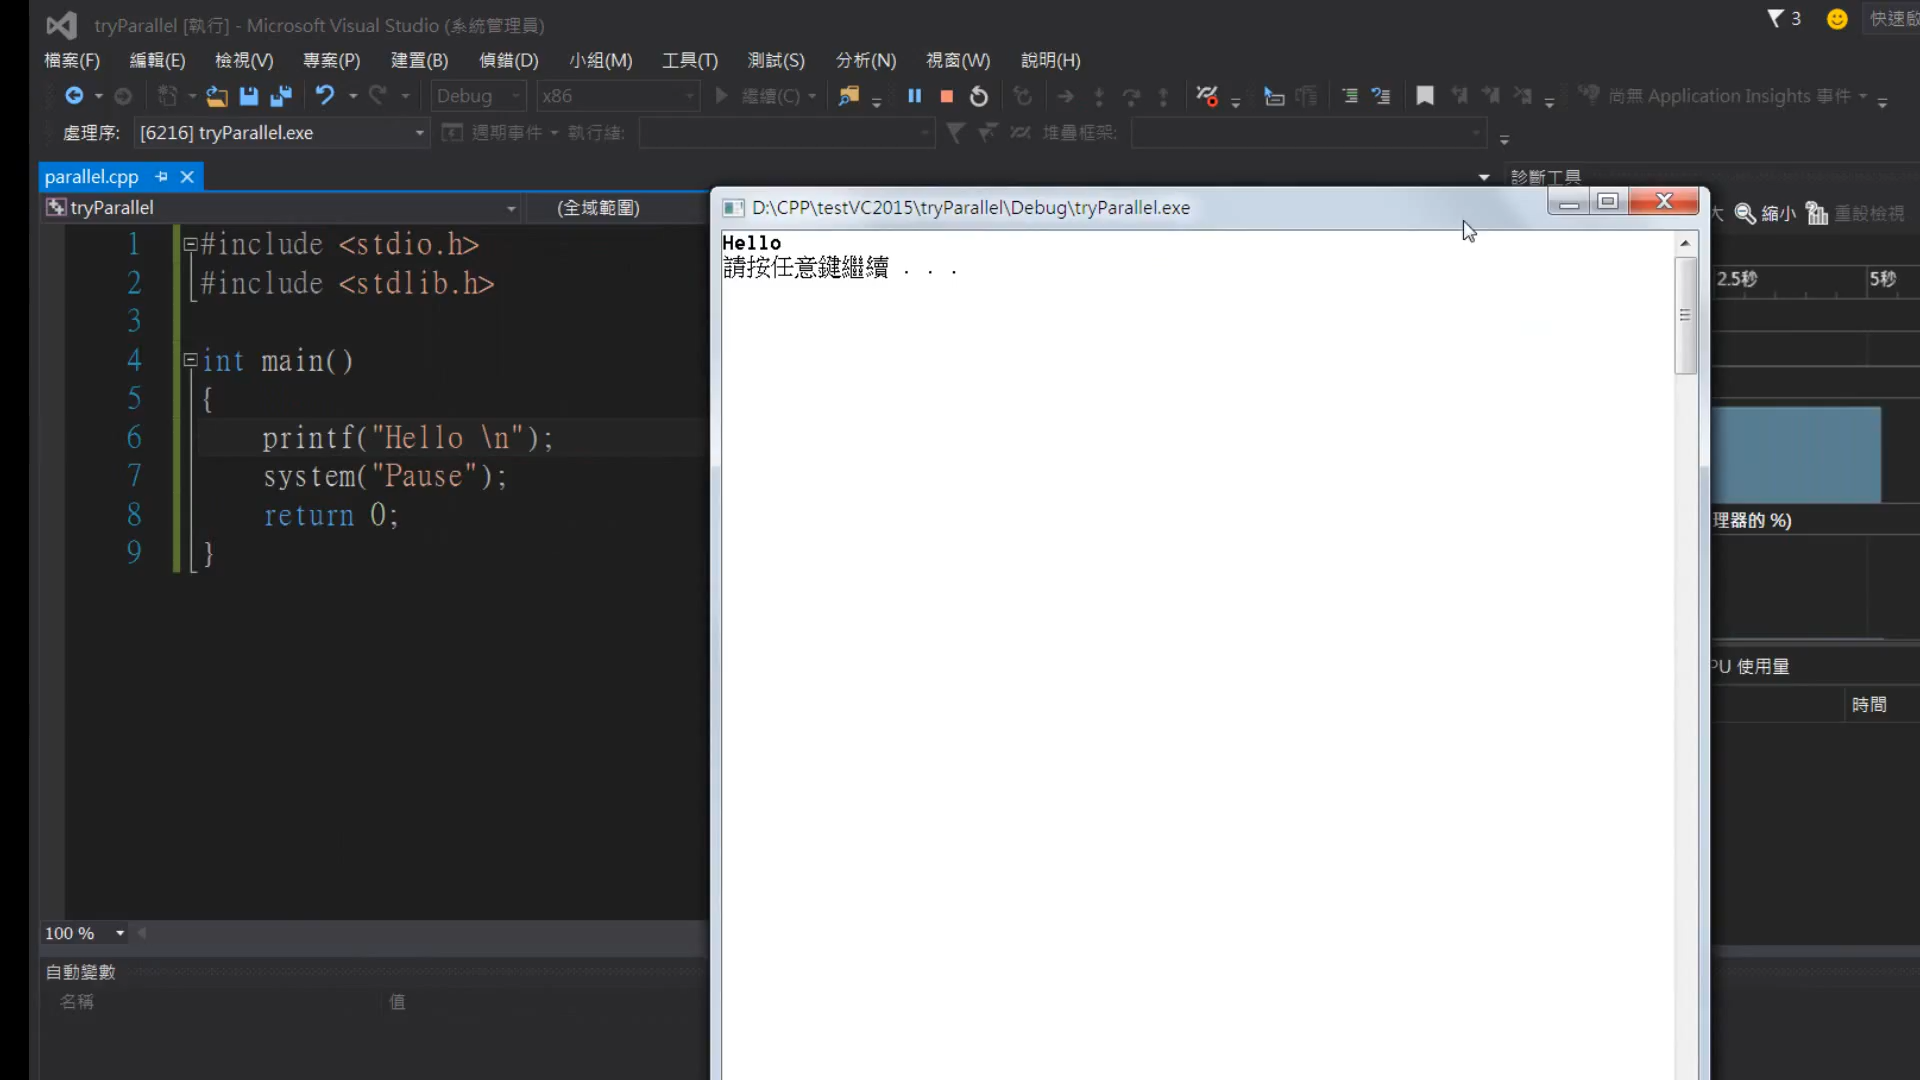 tryParallel [執行] - Microsoft Visual Studio (系統管理員)
3
檔案(F) 編輯(E) 檢視(V) 專案(P) 建置(B) 偵錯(D) 小組(M) 工具(T) 測試(S) 分析(N) 視窗(W) 說明(H)
Debug x86 繼續(C) 尚無 Application Insights 事件
處理序: [6216] tryParallel.exe 週期事件 執行緒: 堆疊框架:
parallel.cpp
診斷工具
tryParallel (全域範圍)
D:\CPP\testVC2015\tryParallel\Debug\tryParallel.exe
縮小 重設檢視
1 #include <stdio.h>
2 #include <stdlib.h>
3
4 int main()
5 {
6 printf("Hello \n");
7 system("Pause");
8 return 0;
9 }
Hello
請按任意鍵繼續 . . .
2.5秒 5秒
理器的 %)
PU 使用量
時間
100 %
自動變數
名稱 值